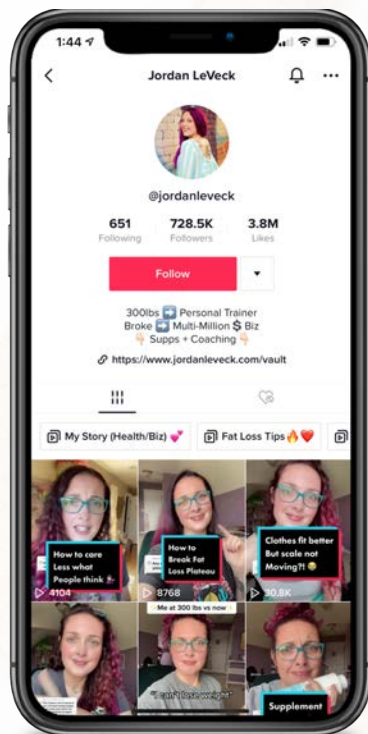 1:44
Jordan LeVeck
@jordanleveck
651 728.5K 3.8M
Following Followers Likes
Follow
300lbs ➡️ Personal Trainer
Broke ➡️ Multi-Million 💲 Biz
👇🏻 Supps + Coaching 👇🏻
https://www.jordanleveck.com/vault
My Story (Health/Biz) 💕 Fat Loss Tips🔥❤️
How to care
Less what
People think
4104
How to
Break Fat
Loss Plateau
8768
Clothes fit better
But scale not
Moving?! 😂
30.8K
Me at 300 lbs vs now
"I can't lose weight"
Supplement